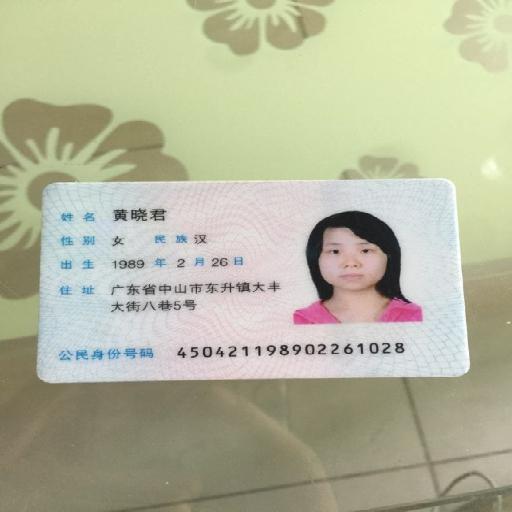 姓名 黄晓君
性别 女 民族 汉
出生 1989 年 2 月 26 日
住址 广东省中山市东升镇大丰
大街八巷5号
公民身份号码 450421198902261028